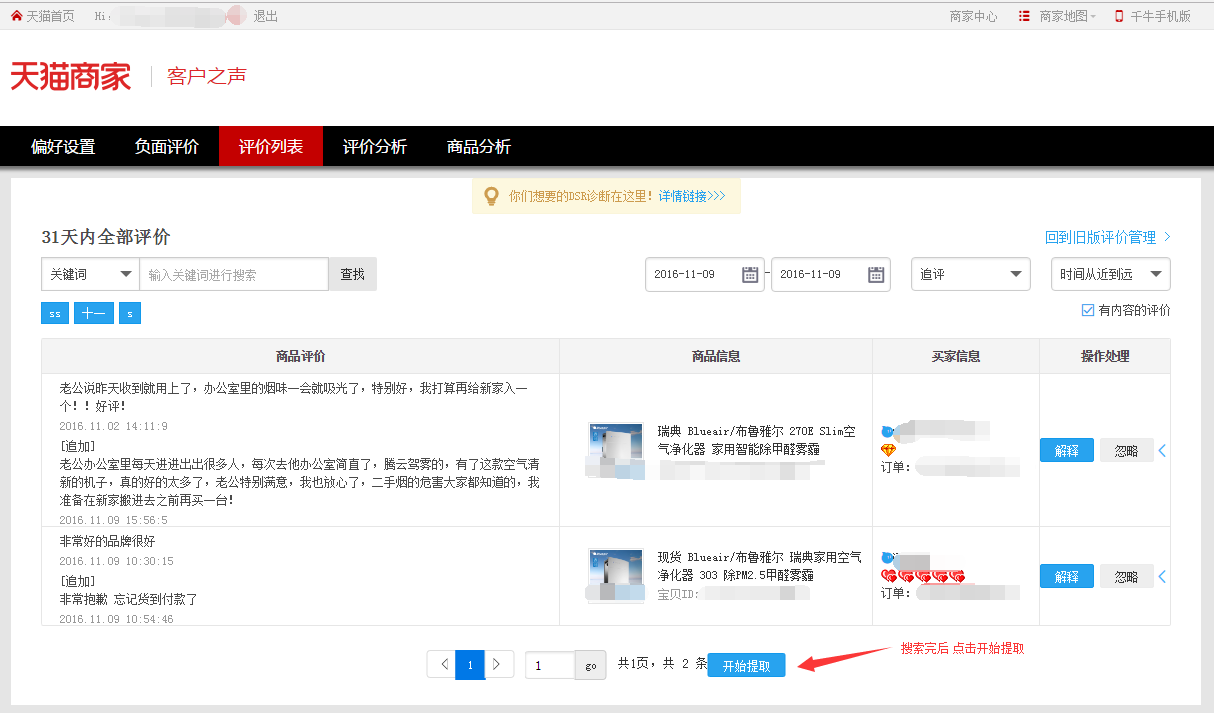 天猫首页 Hi: 退出 商家中心 商家地图 千牛手机版
天猫商家 客户之声
偏好设置 负面评价 评价列表 评价分析 商品分析
你们想要的DSR诊断在这里! 详情链接>>>
31天内全部评价 回到旧版评价管理 >
关键词 输入关键词进行搜索 查找 2016-11-09 - 2016-11-09 追评 时间从近到远
ss 十一 s 有内容的评价
商品评价 商品信息 买家信息 操作处理
老公说昨天收到就用上了，办公室里的烟味一会就吸光了，特别好，我打算再给新家入一
个！！好评！
2016.11.02 14:11:9
[追加]
老公办公室里每天进进出出很多人，每次去他办公室简直了，腾云驾雾的，有了这款空气清
新的机子，真的好的太多了，老公特别满意，我也放心了，二手烟的危害大家都知道的，我
准备在新家搬进去之前再买一台！
2016.11.09 15:56:5
瑞典 Blueair/布鲁雅尔 270E Slim空
气净化器 家用智能除甲醛雾霾
订单：
解释 忽略
非常好的品牌很好
2016.11.09 10:30:15
[追加]
非常抱歉 忘记货到付款了
2016.11.09 10:54:46
现货 Blueair/布鲁雅尔 瑞典家用空气
净化器 303 除PM2.5甲醛雾霾
宝贝ID:
订单：
解释 忽略
1 1 go 共1页，共 2 条 开始提取
搜索完后 点击开始提取